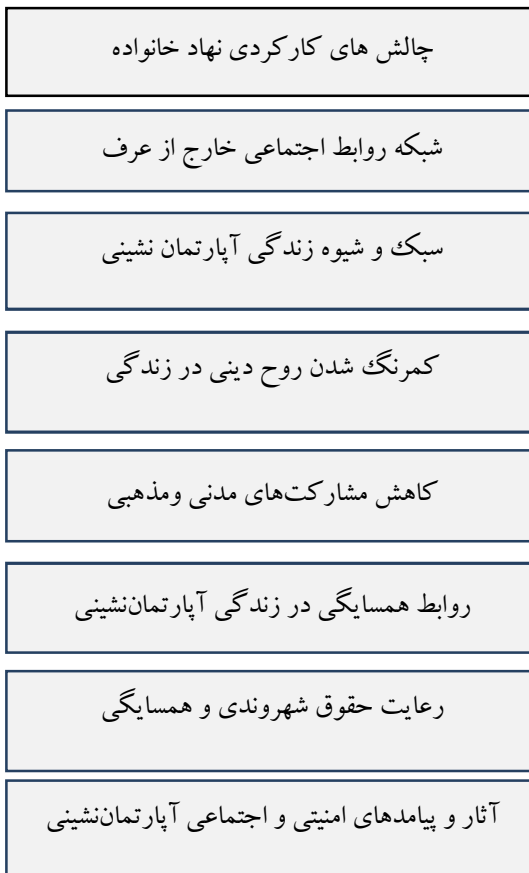 چالش های کارکردی نهاد خانواده
شبکه روابط اجتماعی خارج از عرف
سبک و شیوه زندگی آپارتمان نشینی
کمرنگ شدن روح دینی در زندگی
کاهش مشارکت‌های مدنی ومذهبی
روابط همسایگی در زندگی آپارتمان‌نشینی
رعایت حقوق شهروندی و همسایگی
آثار و پیامدهای امنیتی و اجتماعی آپارتمان‌نشینی